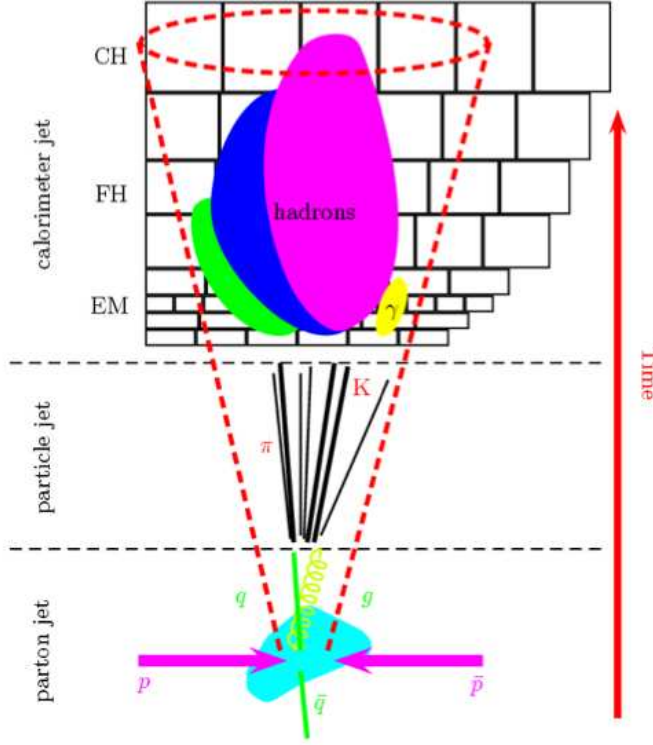 CH
calorimeter jet
FH
hadrons
EM
γ
Time
K
particle jet
π
q
g
parton jet
p
p̄
q̄